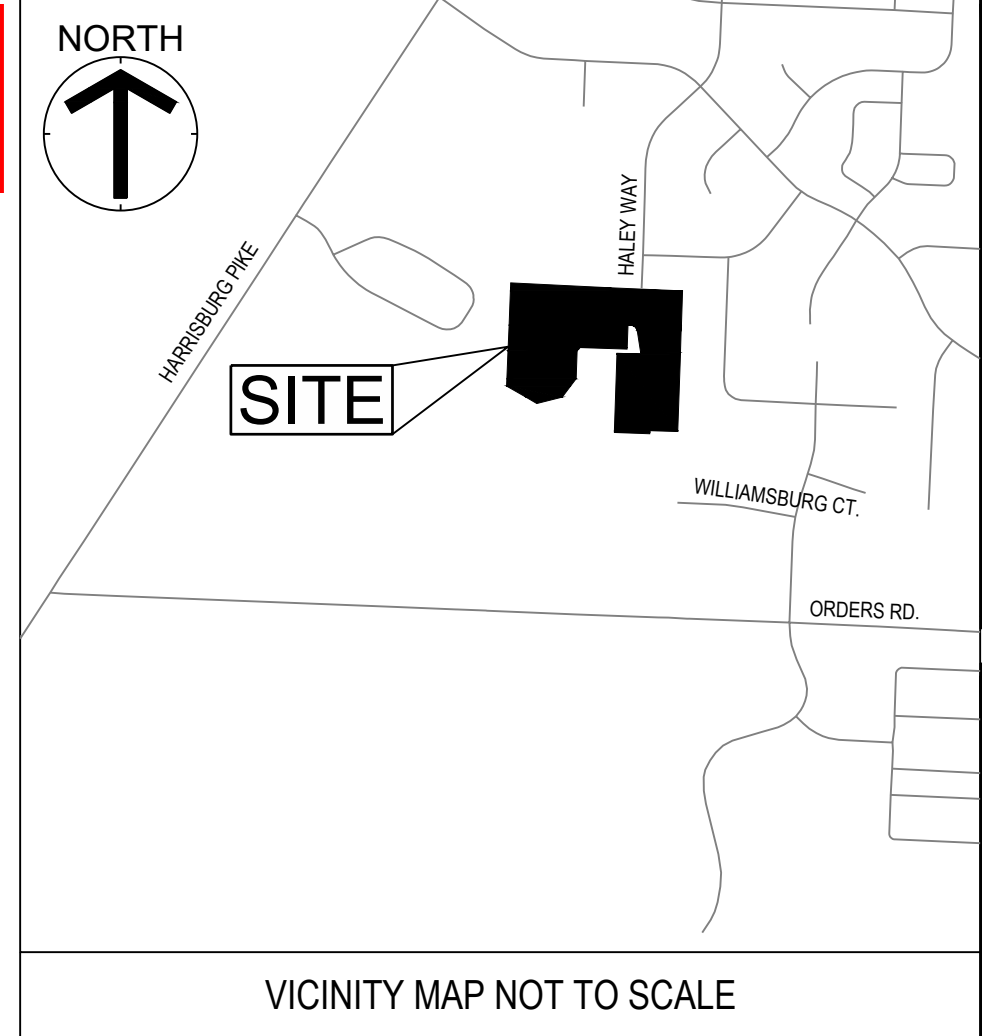 NORTH
HALEY WAY
HARRISBURG PIKE
SITE
WILLIAMSBURG CT.
ORDERS RD.
VICINITY MAP NOT TO SCALE